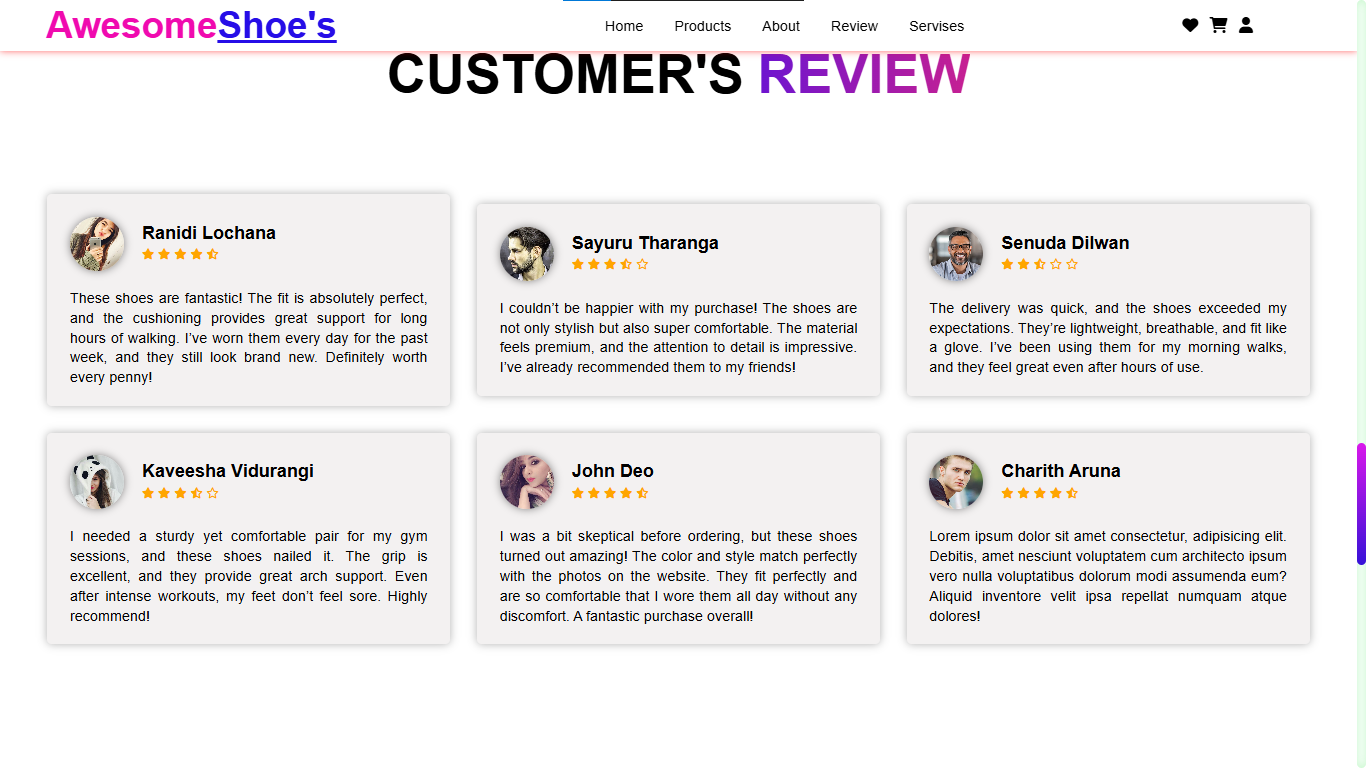 AwesomeShoe's
Home Products About Review Servises
CUSTOMER'S REVIEW
Ranidi Lochana
These shoes are fantastic! The fit is absolutely perfect,
and the cushioning provides great support for long
hours of walking. I’ve worn them every day for the past
week, and they still look brand new. Definitely worth
every penny!
Sayuru Tharanga
I couldn’t be happier with my purchase! The shoes are
not only stylish but also super comfortable. The material
feels premium, and the attention to detail is impressive.
I’ve already recommended them to my friends!
Senuda Dilwan
The delivery was quick, and the shoes exceeded my
expectations. They’re lightweight, breathable, and fit like
a glove. I’ve been using them for my morning walks,
and they feel great even after hours of use.
Kaveesha Vidurangi
I needed a sturdy yet comfortable pair for my gym
sessions, and these shoes nailed it. The grip is
excellent, and they provide great arch support. Even
after intense workouts, my feet don’t feel sore. Highly
recommend!
John Deo
I was a bit skeptical before ordering, but these shoes
turned out amazing! The color and style match perfectly
with the photos on the website. They fit perfectly and
are so comfortable that I wore them all day without any
discomfort. A fantastic purchase overall!
Charith Aruna
Lorem ipsum dolor sit amet consectetur, adipisicing elit.
Debitis, amet nesciunt voluptatem cum architecto ipsum
vero nulla voluptatibus dolorum modi assumenda eum?
Aliquid inventore velit ipsa repellat numquam atque
dolores!